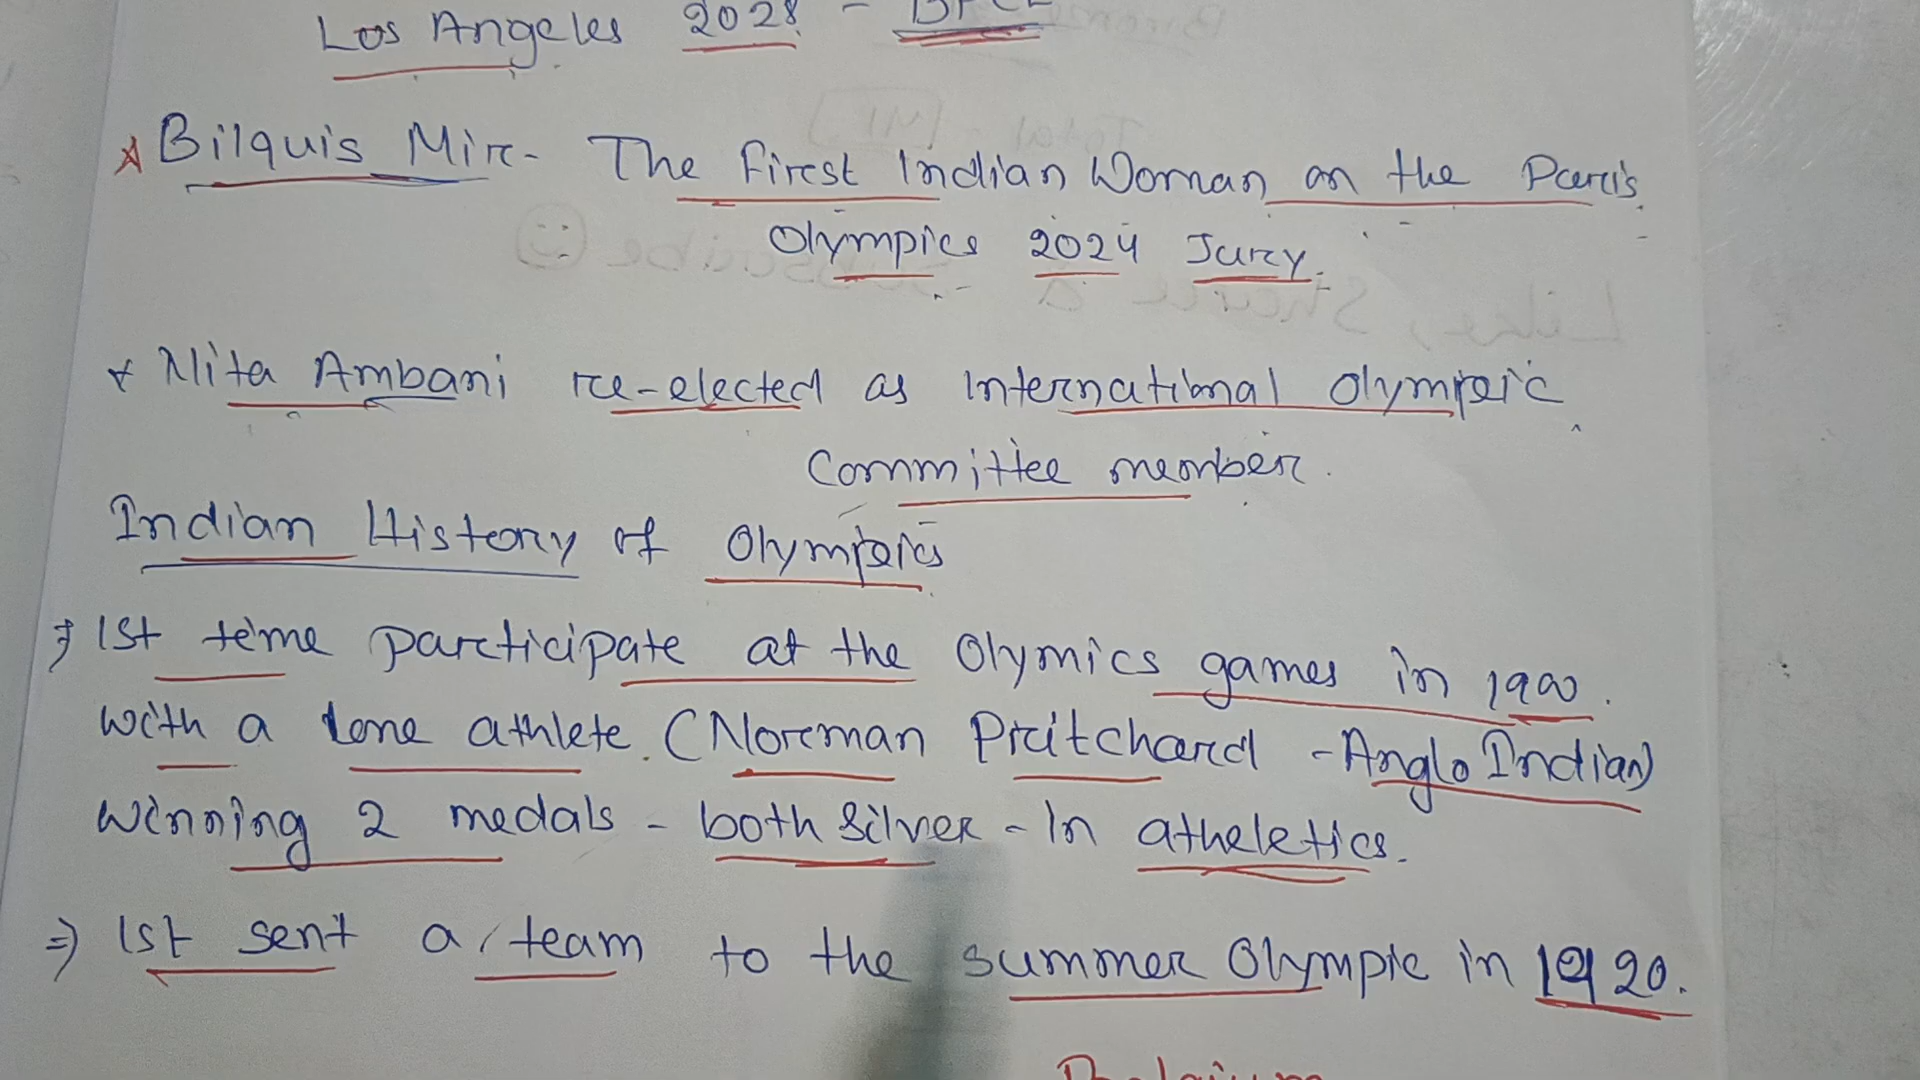 Los Angeles 2028 - BPCL
Bilquis Mir - The first Indian Woman on the Paris
Olympics 2024 Jury.
Nita Ambani re-elected as International Olympic
Committee member.
Indian History of Olympics
⇒ 1st time participate at the Olymics games in 1900.
with a lone athlete. (Norman Pritchard - Anglo Indian)
winning 2 medals - both Silver - In atheletics.
⇒ 1st sent a team to the summer Olympic in 1920.